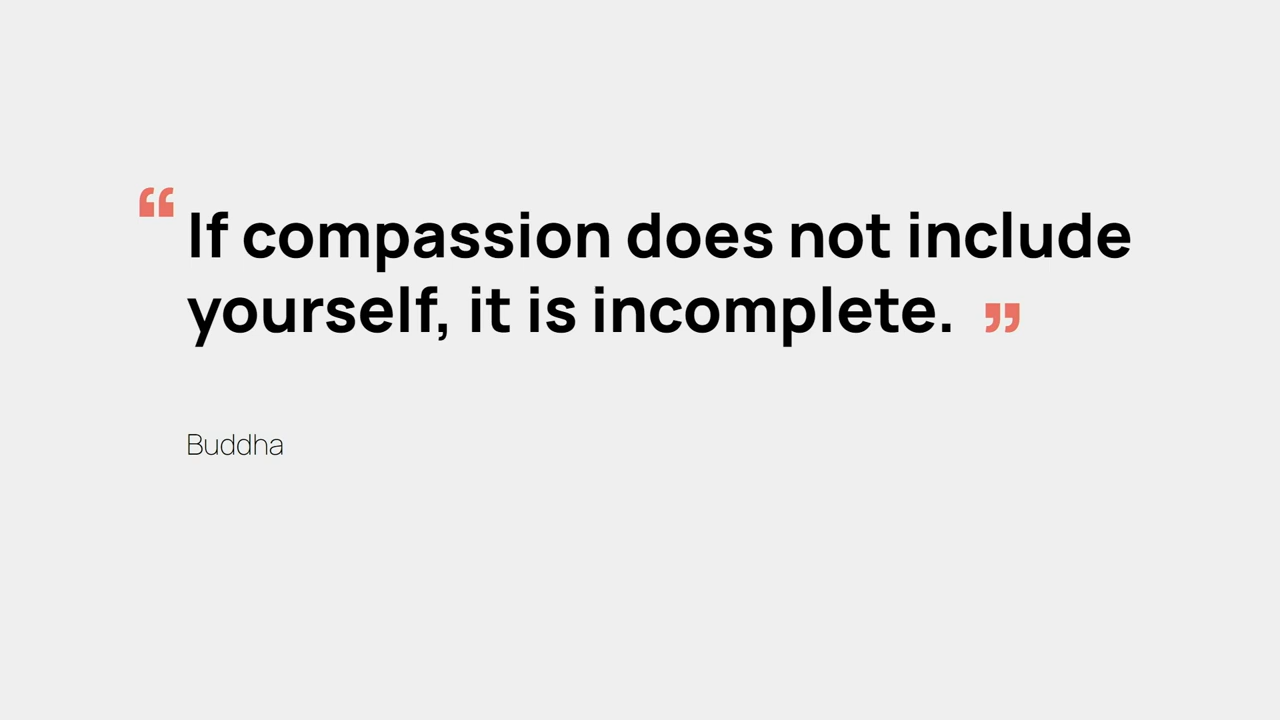 “If compassion does not include
yourself, it is incomplete.”
Buddha